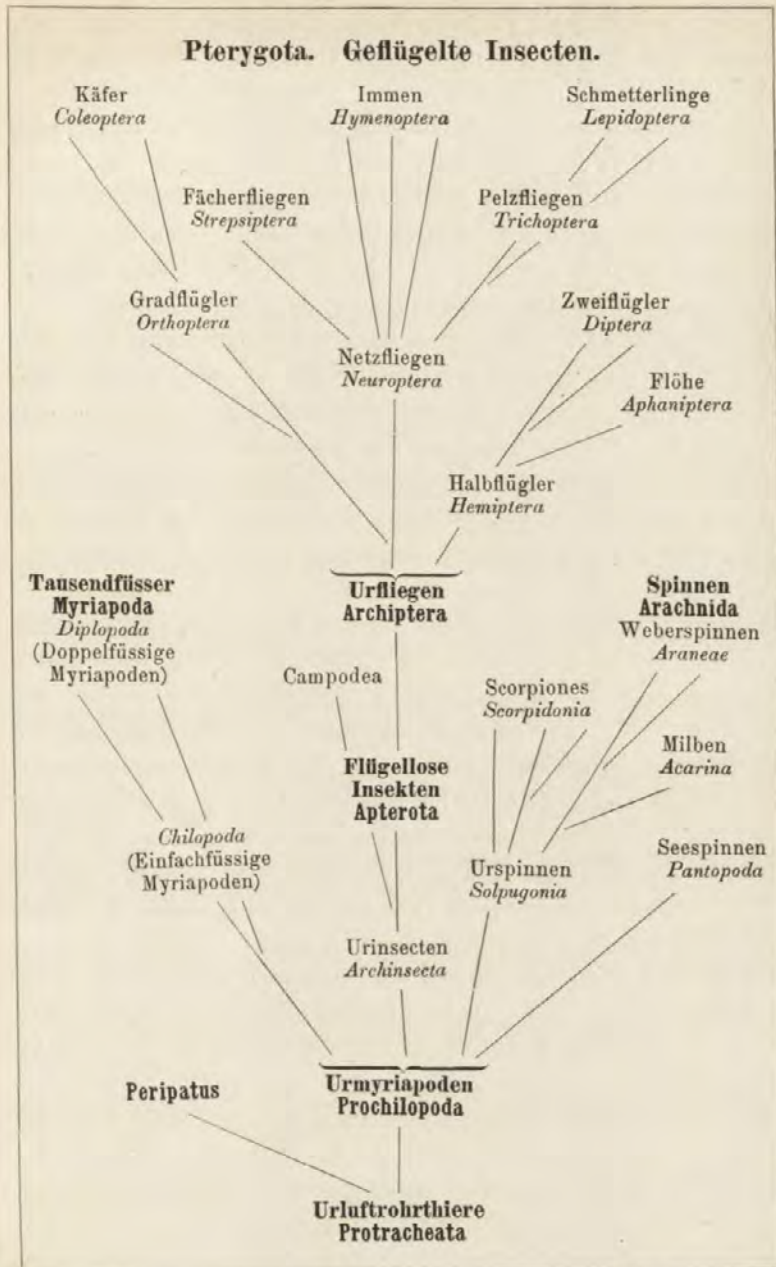 Pterygota. Geflügelte Insecten.
Käfer
Coleoptera
Immen
Hymenoptera
Schmetterlinge
Lepidoptera
Fächerfliegen
Strepsiptera
Pelzfliegen
Trichoptera
Gradflügler
Orthoptera
Zweiflügler
Diptera
Netzfliegen
Neuroptera
Flöhe
Aphaniptera
Halbflügler
Hemiptera
Tausendfüsser
Myriapoda
Diplopoda
(Doppelfüssige
Myriapoden)
Urfliegen
Archiptera
Spinnen
Arachnida
Weberspinnen
Araneae
Campodea
Scorpiones
Scorpidonia
Flügellose
Insekten
Apterota
Milben
Acarina
Chilopoda
(Einfachfüssige
Myriapoden)
Urspinnen
Solpugonia
Seespinnen
Pantopoda
Urinsecten
Archinsecta
Peripatus
Urmyriapoden
Prochilopoda
Urluftrohrthiere
Protracheata